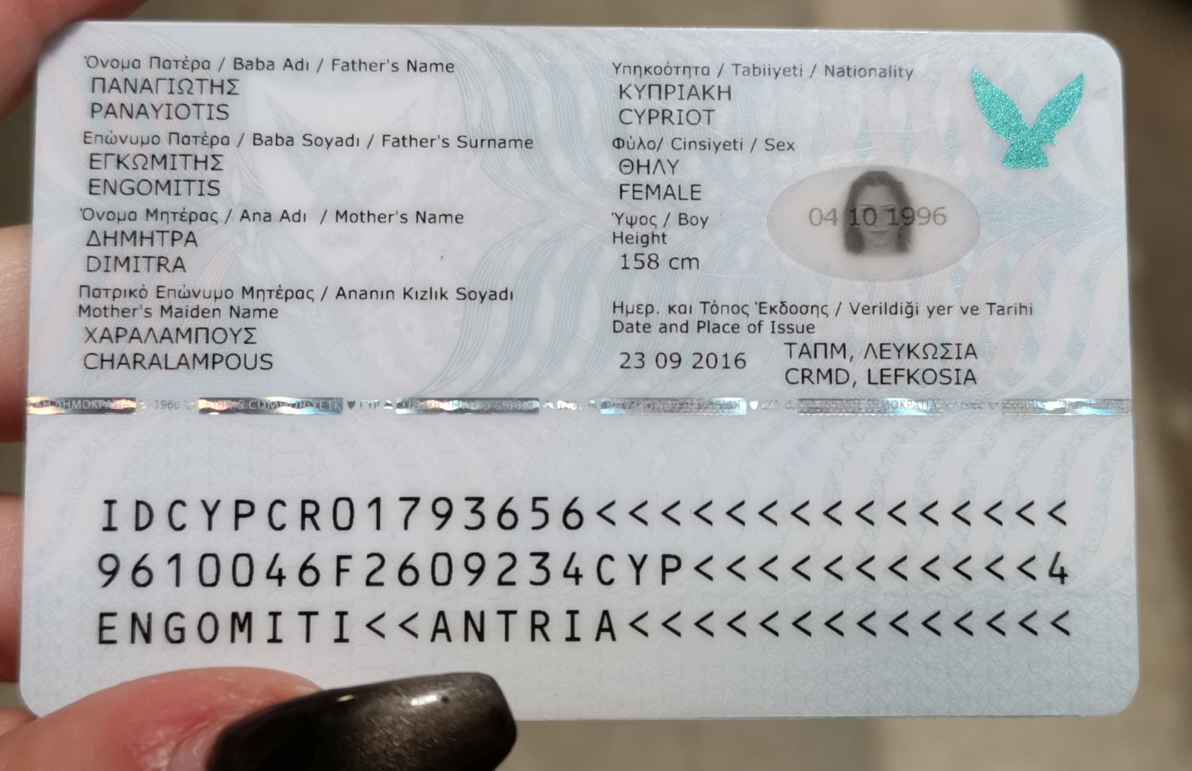 Όνομα Πατέρα / Baba Adı / Father's Name
ΠΑΝΑΓΙΩΤΗΣ
PANAYIOTIS
Επώνυμο Πατέρα / Baba Soyadı / Father's Surname
ΕΓΚΩΜΙΤΗΣ
ENGOMITIS
Όνομα Μητέρας / Ana Adı / Mother's Name
ΔΗΜΗΤΡΑ
DIMITRA
Πατρικό Επώνυμο Μητέρας / Ananın Kızlık Soyadı
Mother's Maiden Name
ΧΑΡΑΛΑΜΠΟΥΣ
CHARALAMPOUS
Υπηκοότητα / Tabiiyeti / Nationality
ΚΥΠΡΙΑΚΗ
CYPRIOT
Φύλο/ Cinsiyeti / Sex
ΘΗΛΥ
FEMALE
Ύψος / Boy
Height
158 cm
04 10 1996
Ημερ. και Τόπος Έκδοσης / Verildiği yer ve Tarihi
Date and Place of Issue
23 09 2016
ΤΑΠΜ, ΛΕΥΚΩΣΙΑ
CRMD, LEFKOSIA
IDCYPCR01793656<<<<<<<<<<<<<<<
9610046F2609234CYP<<<<<<<<<<<4
ENGOMITI<<ANTRIA<<<<<<<<<<<<<<